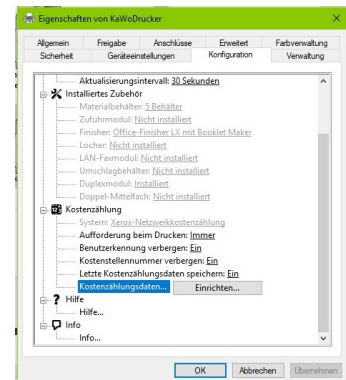 Eigenschaften von KaWoDrucker
Allgemein Freigabe Anschlüsse Erweitert Farbverwaltung
Sicherheit Geräteeinstellungen Konfiguration Verwaltung
Aktualisierungsintervall: 30 Sekunden
Installiertes Zubehör
Materialbehälter: 5 Behälter
Zufuhrmodul: Nicht installiert
Finisher: Office-Finisher LX mit Booklet Maker
Locher: Nicht installiert
LAN-Faxmodul: Nicht installiert
Umschlagbehälter: Nicht installiert
Duplexmodul: Installiert
Doppel-Mittelfach: Nicht installiert
Kostenzählung
System: Xerox-Netzwerkkostenzählung
Aufforderung beim Drucken: Immer
Benutzerkennung verbergen: Ein
Kostenstellennummer verbergen: Ein
Letzte Kostenzählungsdaten speichern: Ein
Kostenzählungsdaten... Einrichten...
Hilfe
Hilfe...
Info
Info...
OK Abbrechen Übernehmen